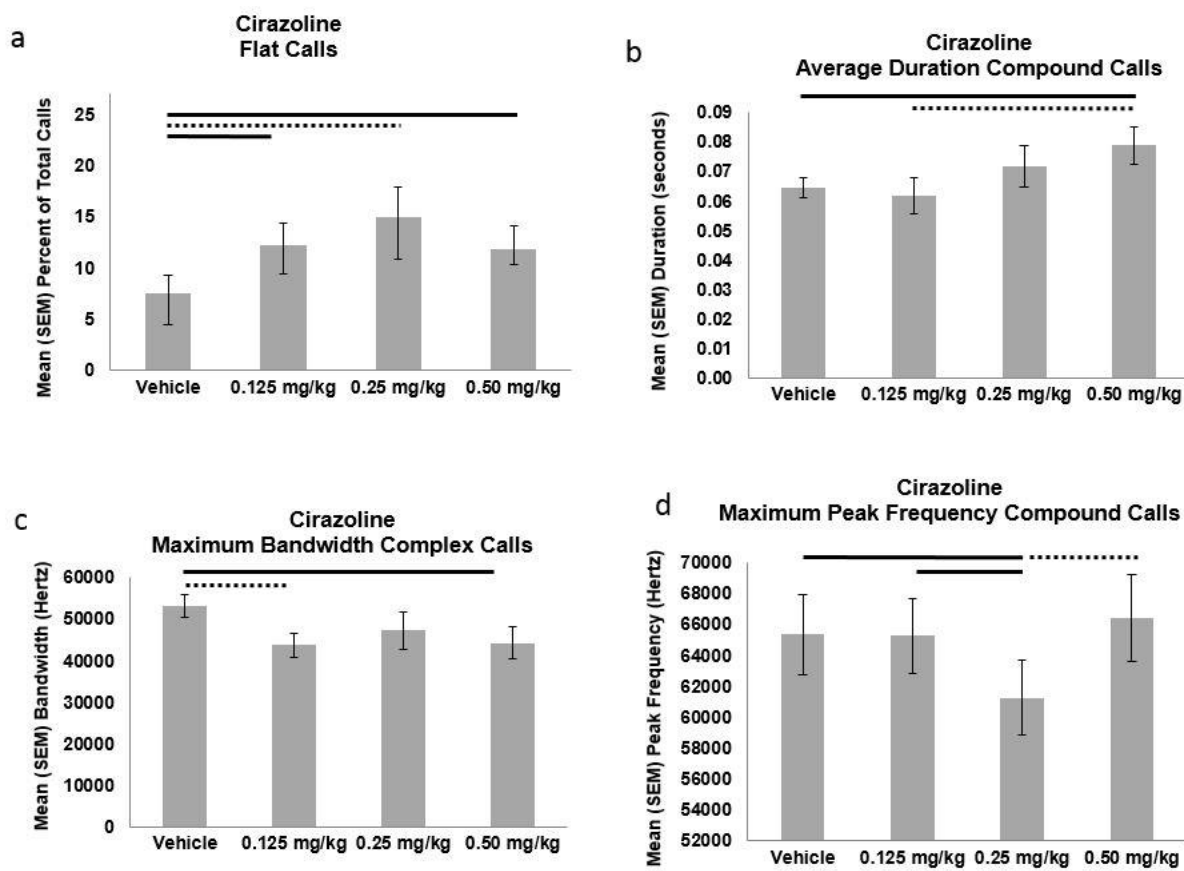 a
Cirazoline
Flat Calls
Mean (SEM) Percent of Total Calls
25
20
15
10
5
0
Vehicle 0.125 mg/kg 0.25 mg/kg 0.50 mg/kg
b
Cirazoline
Average Duration Compound Calls
Mean (SEM) Duration (seconds)
0.09
0.08
0.07
0.06
0.05
0.04
0.03
0.02
0.01
0.00
Vehicle 0.125 mg/kg 0.25 mg/kg 0.50 mg/kg
c
Cirazoline
Maximum Bandwidth Complex Calls
Mean (SEM) Bandwidth (Hertz)
60000
50000
40000
30000
20000
10000
0
Vehicle 0.125 mg/kg 0.25 mg/kg 0.50 mg/kg
d
Cirazoline
Maximum Peak Frequency Compound Calls
Mean (SEM) Peak Frequency (Hertz)
70000
68000
66000
64000
62000
60000
58000
56000
54000
52000
Vehicle 0.125 mg/kg 0.25 mg/kg 0.50 mg/kg